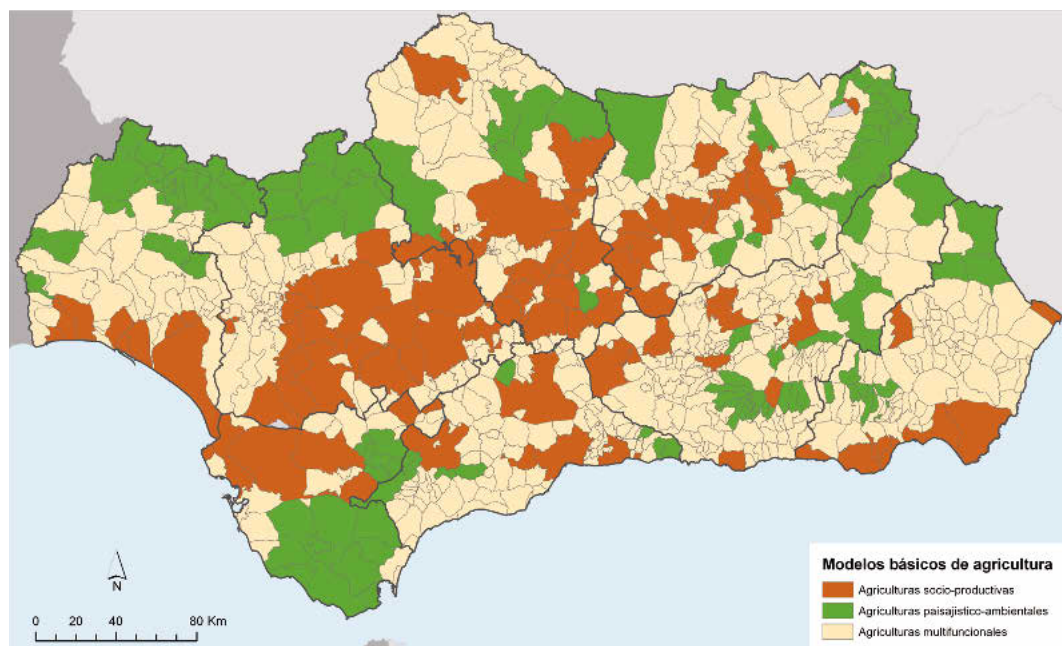 N
0 20 40 80 Km
Modelos básicos de agricultura
Agriculturas socio-productivas
Agriculturas paisajístico-ambientales
Agriculturas multifuncionales